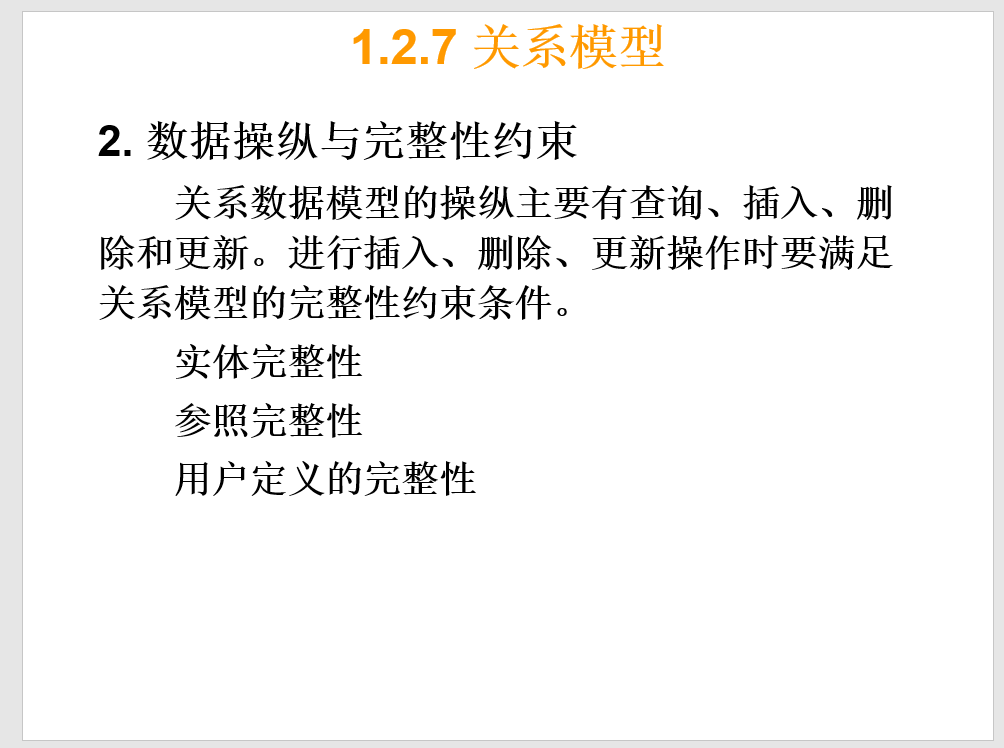 1.2.7 关系模型
2. 数据操纵与完整性约束
关系数据模型的操纵主要有查询、插入、删
除和更新。进行插入、删除、更新操作时要满足
关系模型的完整性约束条件。
实体完整性
参照完整性
用户定义的完整性